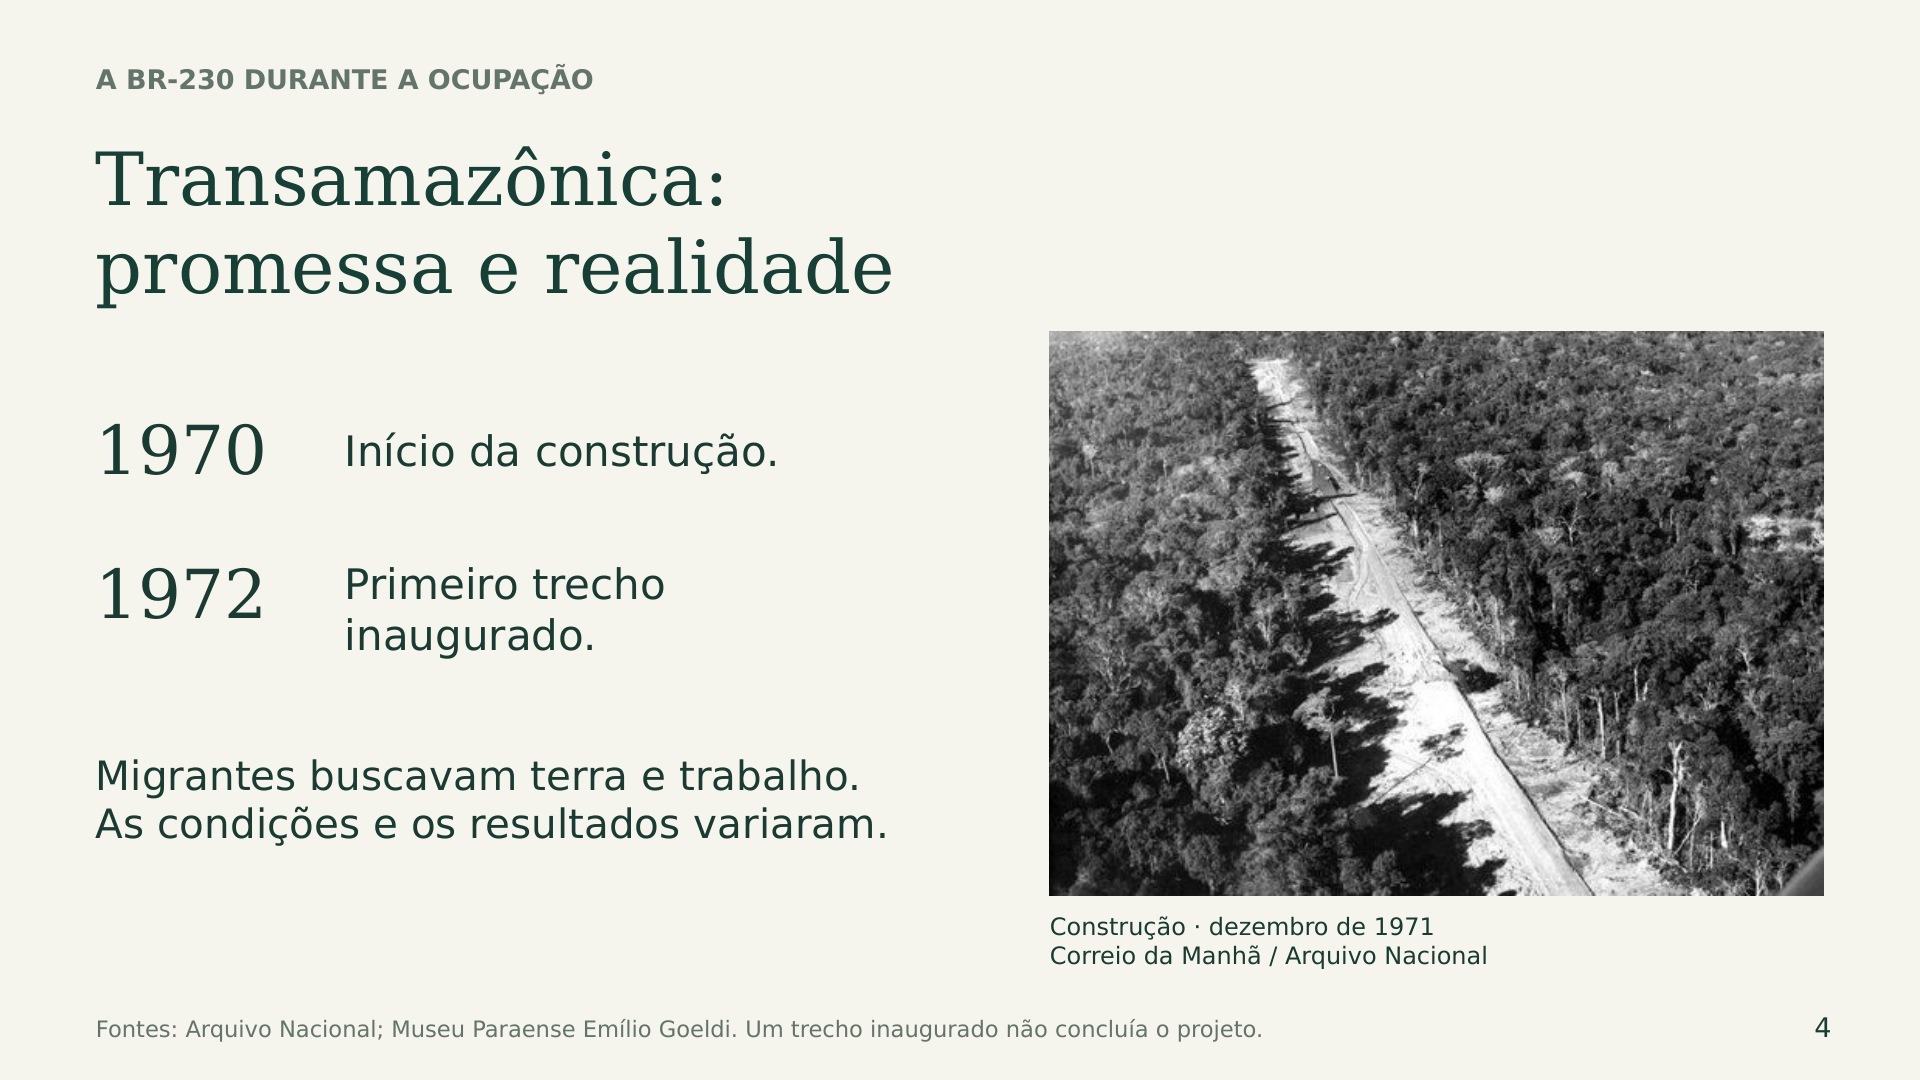 A BR-230 DURANTE A OCUPAÇÃO
Transamazônica:
promessa e realidade
1970
Início da construção.
1972
Primeiro trecho
inaugurado.
Migrantes buscavam terra e trabalho.
As condições e os resultados variaram.
Construção · dezembro de 1971
Correio da Manhã / Arquivo Nacional
Fontes: Arquivo Nacional; Museu Paraense Emílio Goeldi. Um trecho inaugurado não concluía o projeto.
4